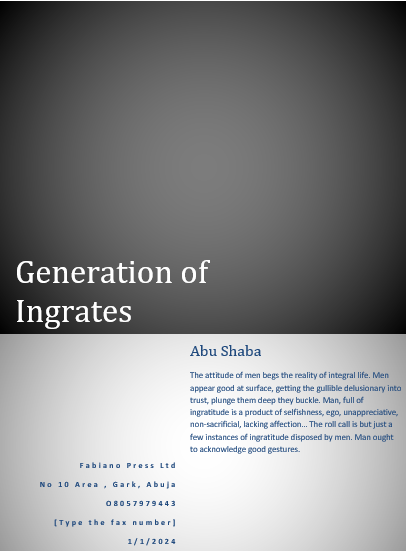 Generation of
Ingrates
Abu Shaba
The attitude of men begs the reality of integral life. Men
appear good at surface, getting the gullible delusionary into
trust, plunge them deep they buckle. Man, full of
ingratitude is a product of selfishness, ego, unappreciative,
non-sacrificial, lacking affection... The roll call is but just a
few instances of ingratitude disposed by men. Man ought
to acknowledge good gestures.
Fabiano Press Ltd
No 10 Area , Gark, Abuja
O8057979443
[Type the fax number]
1/1/2024